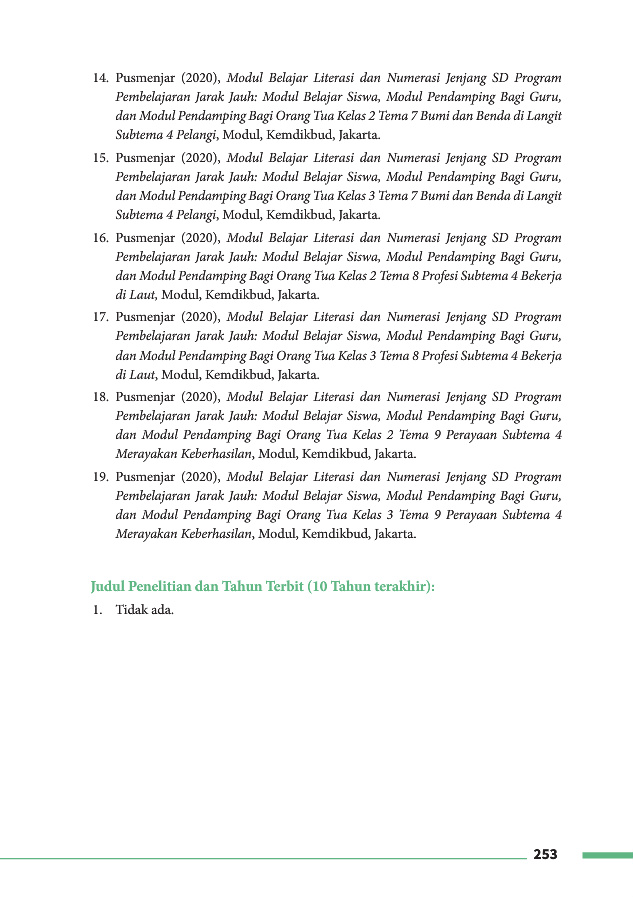 14. Pusmenjar (2020), Modul Belajar Literasi dan Numerasi Jenjang SD Program
Pembelajaran Jarak Jauh: Modul Belajar Siswa, Modul Pendamping Bagi Guru,
dan Modul Pendamping Bagi Orang Tua Kelas 2 Tema 7 Bumi dan Benda di Langit
Subtema 4 Pelangi, Modul, Kemdikbud, Jakarta.
15. Pusmenjar (2020), Modul Belajar Literasi dan Numerasi Jenjang SD Program
Pembelajaran Jarak Jauh: Modul Belajar Siswa, Modul Pendamping Bagi Guru,
dan Modul Pendamping Bagi Orang Tua Kelas 3 Tema 7 Bumi dan Benda di Langit
Subtema 4 Pelangi, Modul, Kemdikbud, Jakarta.
16. Pusmenjar (2020), Modul Belajar Literasi dan Numerasi Jenjang SD Program
Pembelajaran Jarak Jauh: Modul Belajar Siswa, Modul Pendamping Bagi Guru,
dan Modul Pendamping Bagi Orang Tua Kelas 2 Tema 8 Profesi Subtema 4 Bekerja
di Laut, Modul, Kemdikbud, Jakarta.
17. Pusmenjar (2020), Modul Belajar Literasi dan Numerasi Jenjang SD Program
Pembelajaran Jarak Jauh: Modul Belajar Siswa, Modul Pendamping Bagi Guru,
dan Modul Pendamping Bagi Orang Tua Kelas 3 Tema 8 Profesi Subtema 4 Bekerja
di Laut, Modul, Kemdikbud, Jakarta.
18. Pusmenjar (2020), Modul Belajar Literasi dan Numerasi Jenjang SD Program
Pembelajaran Jarak Jauh: Modul Belajar Siswa, Modul Pendamping Bagi Guru,
dan Modul Pendamping Bagi Orang Tua Kelas 2 Tema 9 Perayaan Subtema 4
Merayakan Keberhasilan, Modul, Kemdikbud, Jakarta.
19. Pusmenjar (2020), Modul Belajar Literasi dan Numerasi Jenjang SD Program
Pembelajaran Jarak Jauh: Modul Belajar Siswa, Modul Pendamping Bagi Guru,
dan Modul Pendamping Bagi Orang Tua Kelas 3 Tema 9 Perayaan Subtema 4
Merayakan Keberhasilan, Modul, Kemdikbud, Jakarta.
Judul Penelitian dan Tahun Terbit (10 Tahun terakhir):
1. Tidak ada.
253